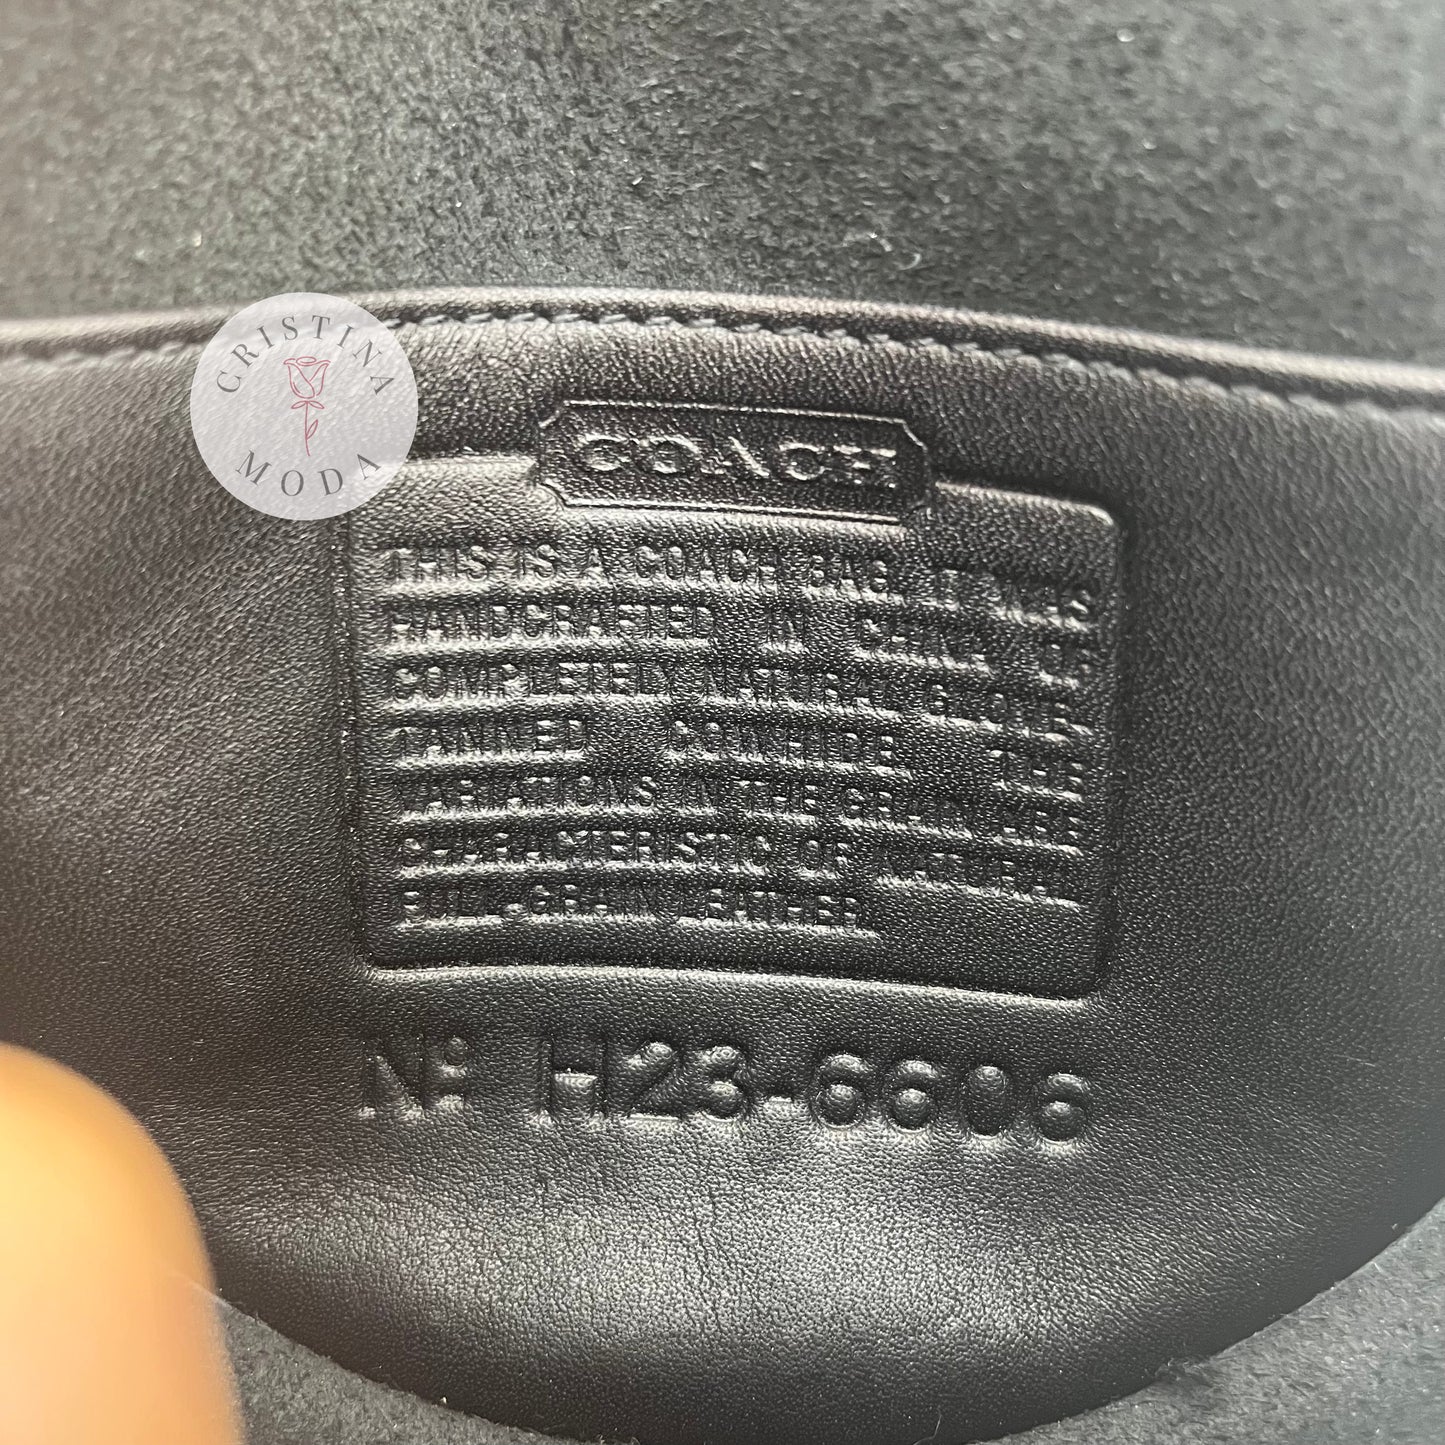 CRISTINA
MODA
COACH
THIS IS A COACH BAG. IT WAS
HANDCRAFTED IN CHINA OF
COMPLETELY NATURAL GLOVE-
TANNED COWHIDE. THE
VARIATIONS IN THE GRAIN ARE
CHARACTERISTIC OF NATURAL
FULL-GRAIN LEATHER.
Nº H23-6606